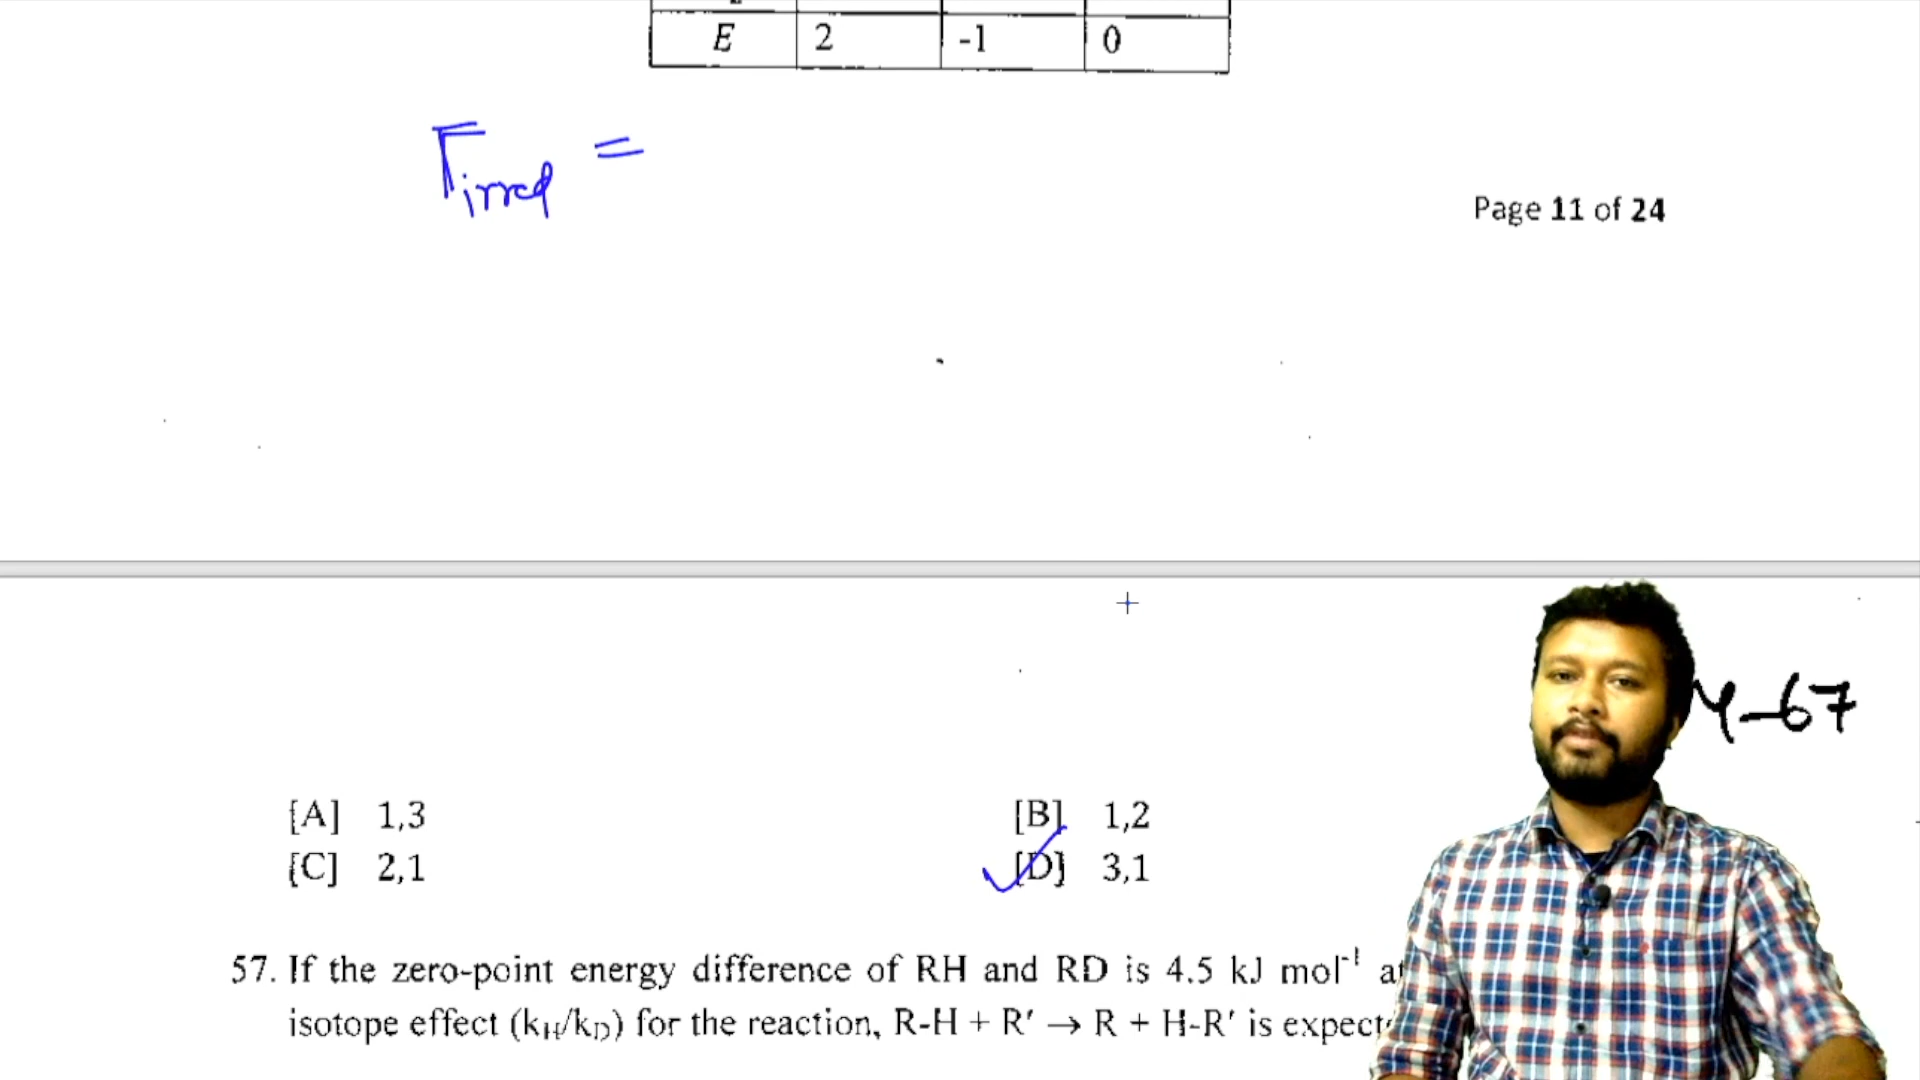 E 2 -1 0
Γirred =
Page 11 of 24
[A] 1,3 [B] 1,2
[C] 2,1 [D] 3,1
57. If the zero-point energy difference of RH and RD is 4.5 kJ mol⁻¹
isotope effect (kH/kD) for the reaction, R-H + R′ → R + H-R′ is
67